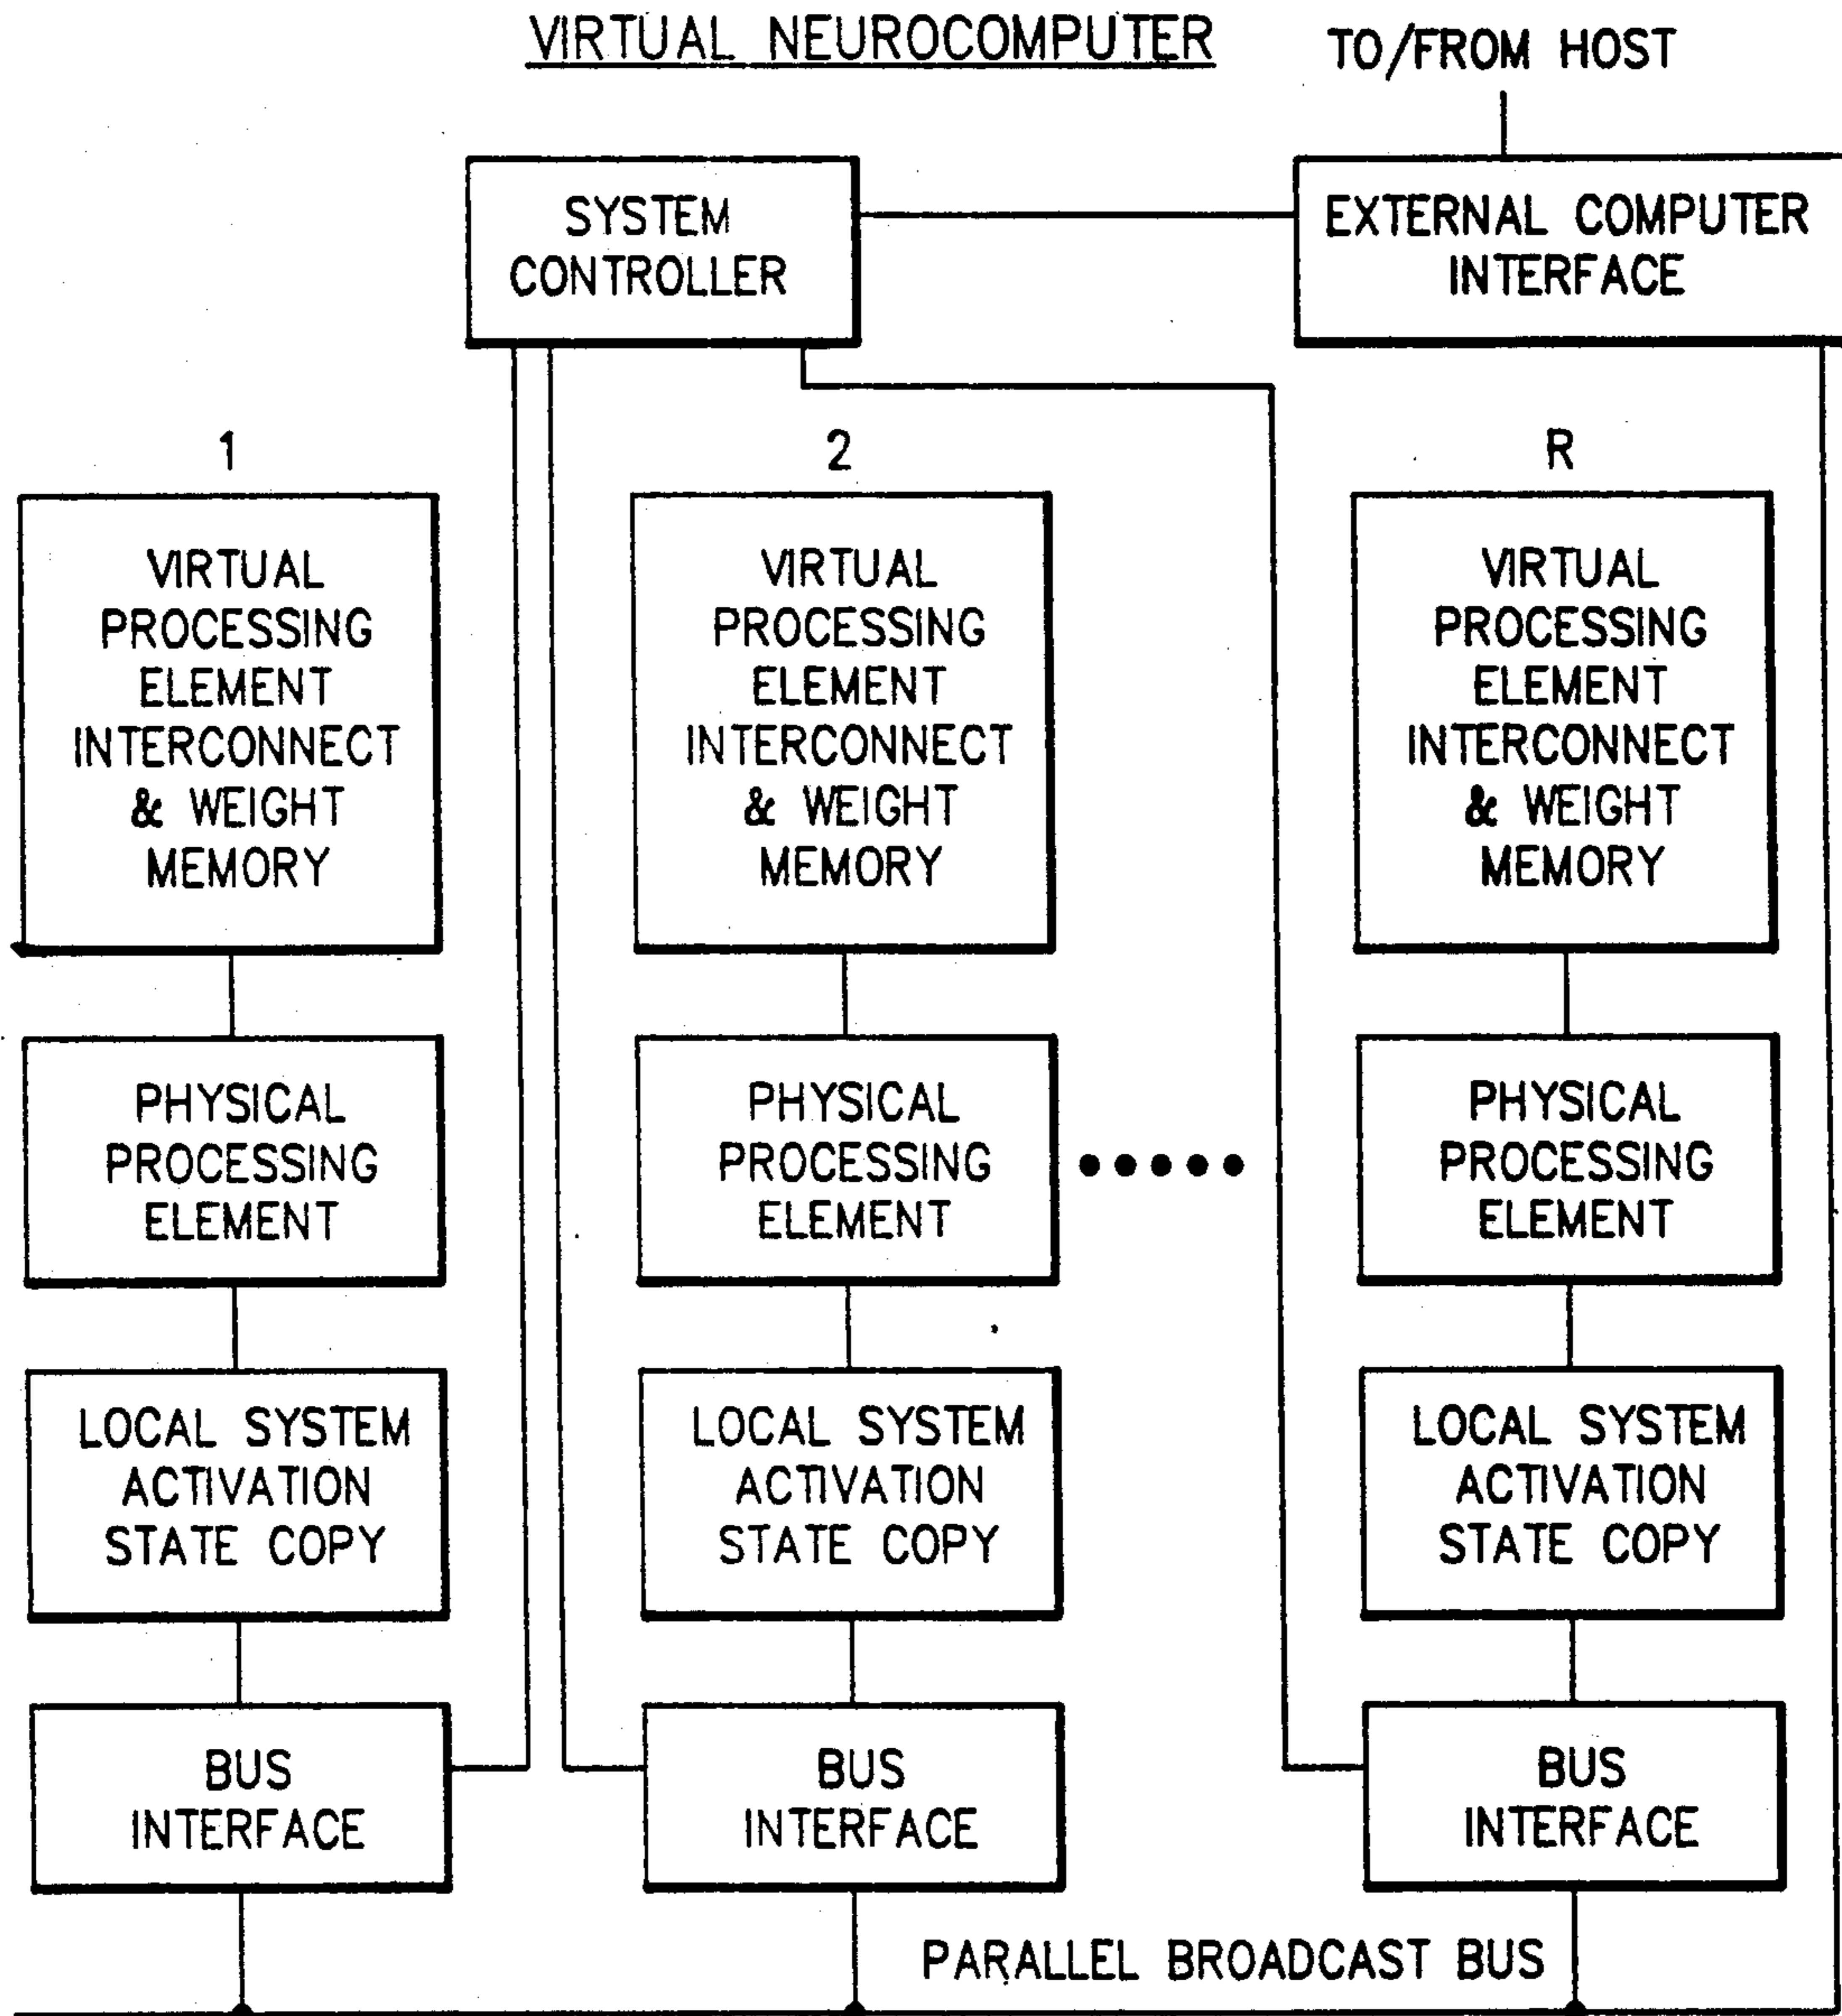 VIRTUAL NEUROCOMPUTER
TO/FROM HOST
SYSTEM
CONTROLLER
EXTERNAL COMPUTER
INTERFACE
1
VIRTUAL
PROCESSING
ELEMENT
INTERCONNECT
& WEIGHT
MEMORY
PHYSICAL
PROCESSING
ELEMENT
LOCAL SYSTEM
ACTIVATION
STATE COPY
BUS
INTERFACE
2
VIRTUAL
PROCESSING
ELEMENT
INTERCONNECT
& WEIGHT
MEMORY
PHYSICAL
PROCESSING
ELEMENT
LOCAL SYSTEM
ACTIVATION
STATE COPY
BUS
INTERFACE
R
VIRTUAL
PROCESSING
ELEMENT
INTERCONNECT
& WEIGHT
MEMORY
PHYSICAL
PROCESSING
ELEMENT
LOCAL SYSTEM
ACTIVATION
STATE COPY
BUS
INTERFACE
PARALLEL BROADCAST BUS